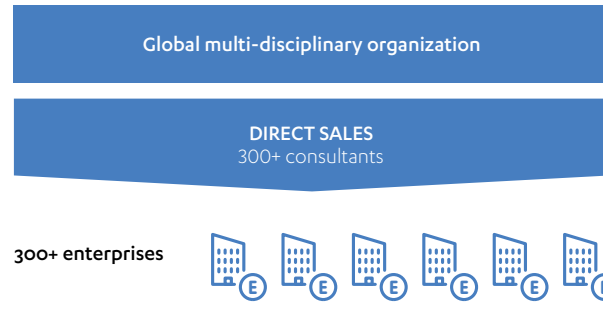 Global multi-disciplinary organization
DIRECT SALES
300+ consultants
300+ enterprises
E E E E E E